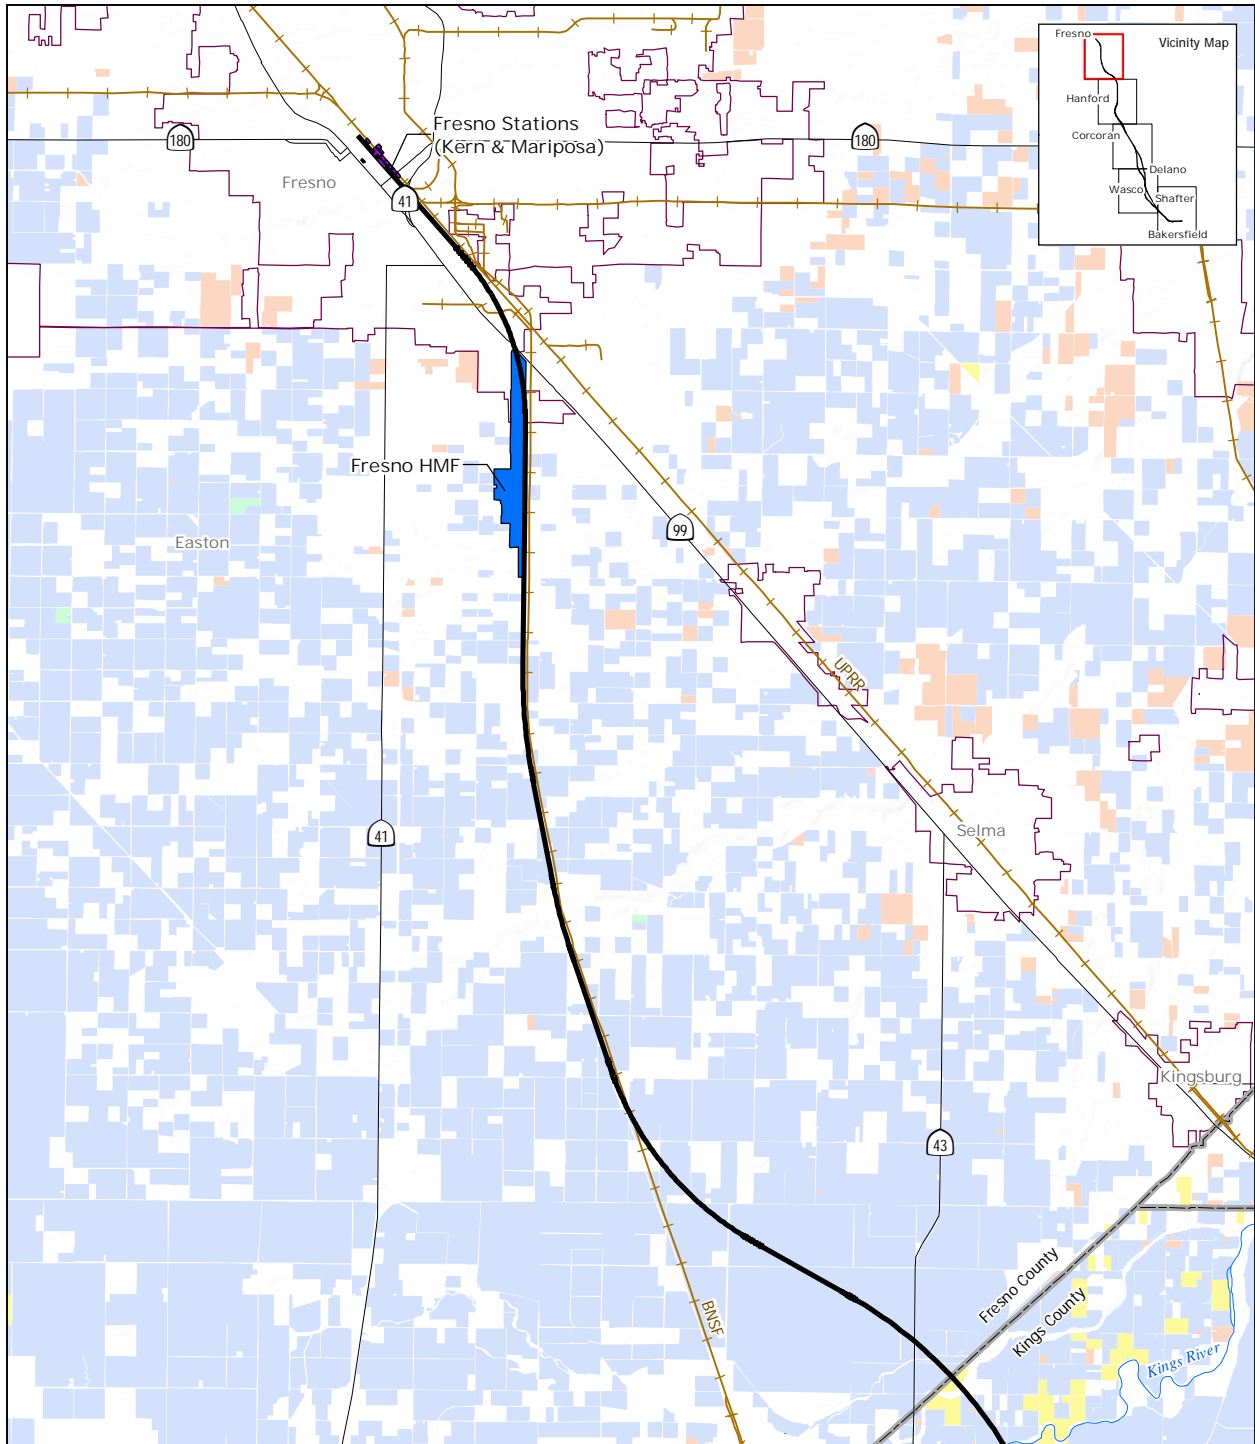 Fresno
Vicinity Map
Hanford
Corcoran
Delano
Wasco
Shafter
Bakersfield
Fresno Stations
(Kern & Mariposa)
180
180
Fresno
41
Fresno HMF
99
Easton
UPRR
41
Selma
Kingsburg
43
Fresno County
Kings County
BNSF
Kings River